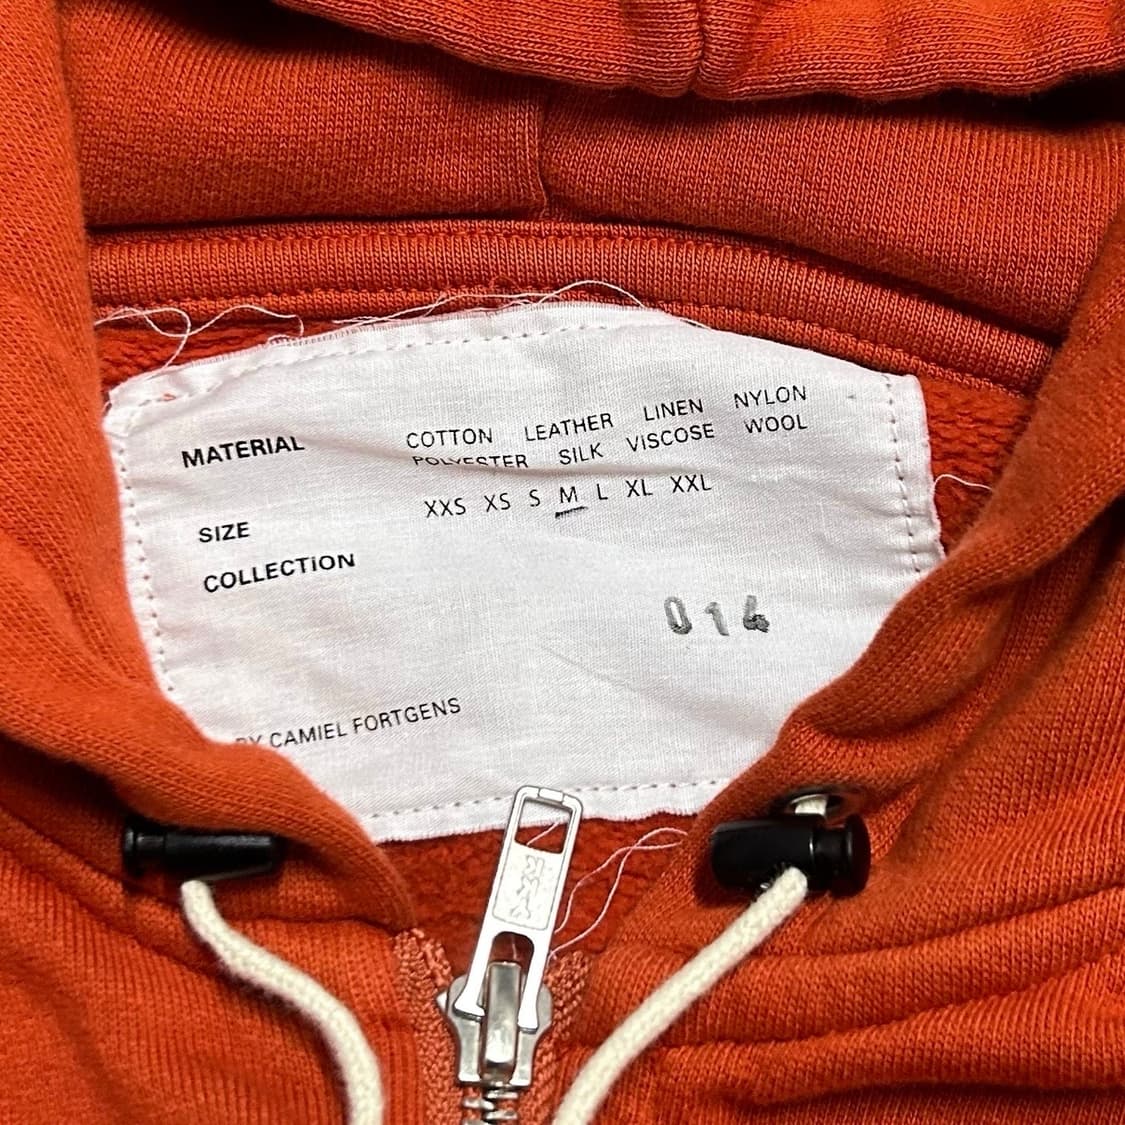 MATERIAL COTTON LEATHER LINEN NYLON
POLYESTER SILK VISCOSE WOOL
SIZE XXS XS S M L XL XXL
COLLECTION
014
BY CAMIEL FORTGENS